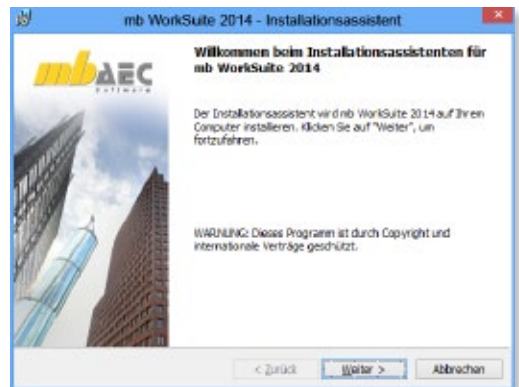 mb WorkSuite 2014 - Installationsassistent
mbAEC
Software
Willkommen beim Installationsassistenten für
mb WorkSuite 2014
Der Installationsassistent wird mb WorkSuite 2014 auf Ihrem
Computer installieren. Klicken Sie auf "Weiter", um
fortzufahren.
WARNUNG: Dieses Programm ist durch Copyright und
internationale Verträge geschützt.
< Zurück
Weiter >
Abbrechen